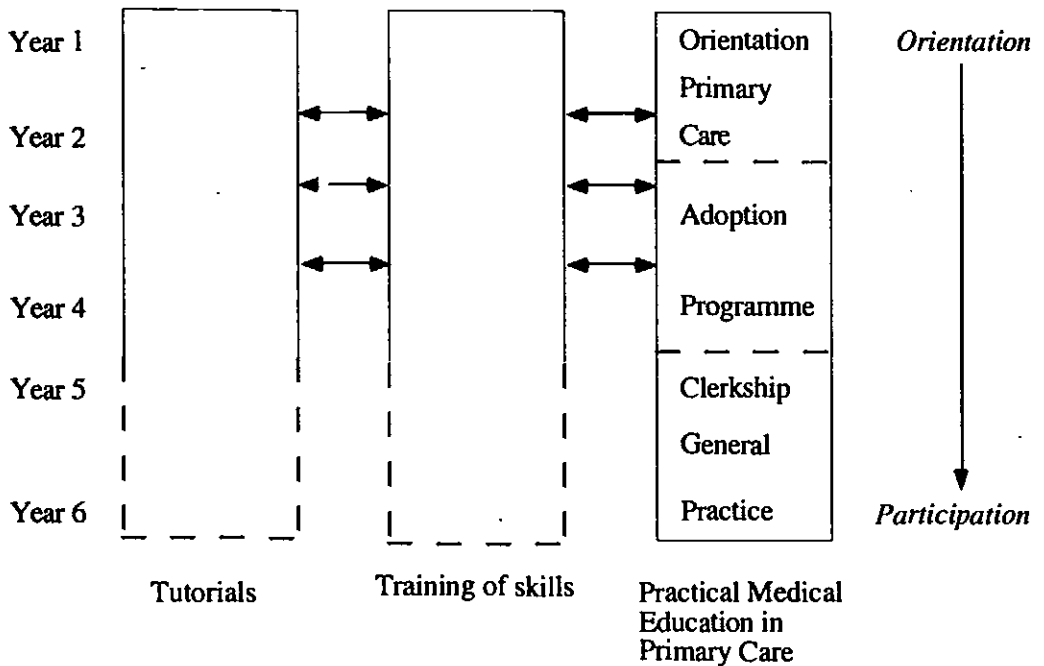 Year 1
Year 2
Year 3
Year 4
Year 5
Year 6
Orientation
Primary
Care
Adoption
Programme
Clerkship
General
Practice
Orientation
Participation
Tutorials
Training of skills
Practical Medical
Education in
Primary Care